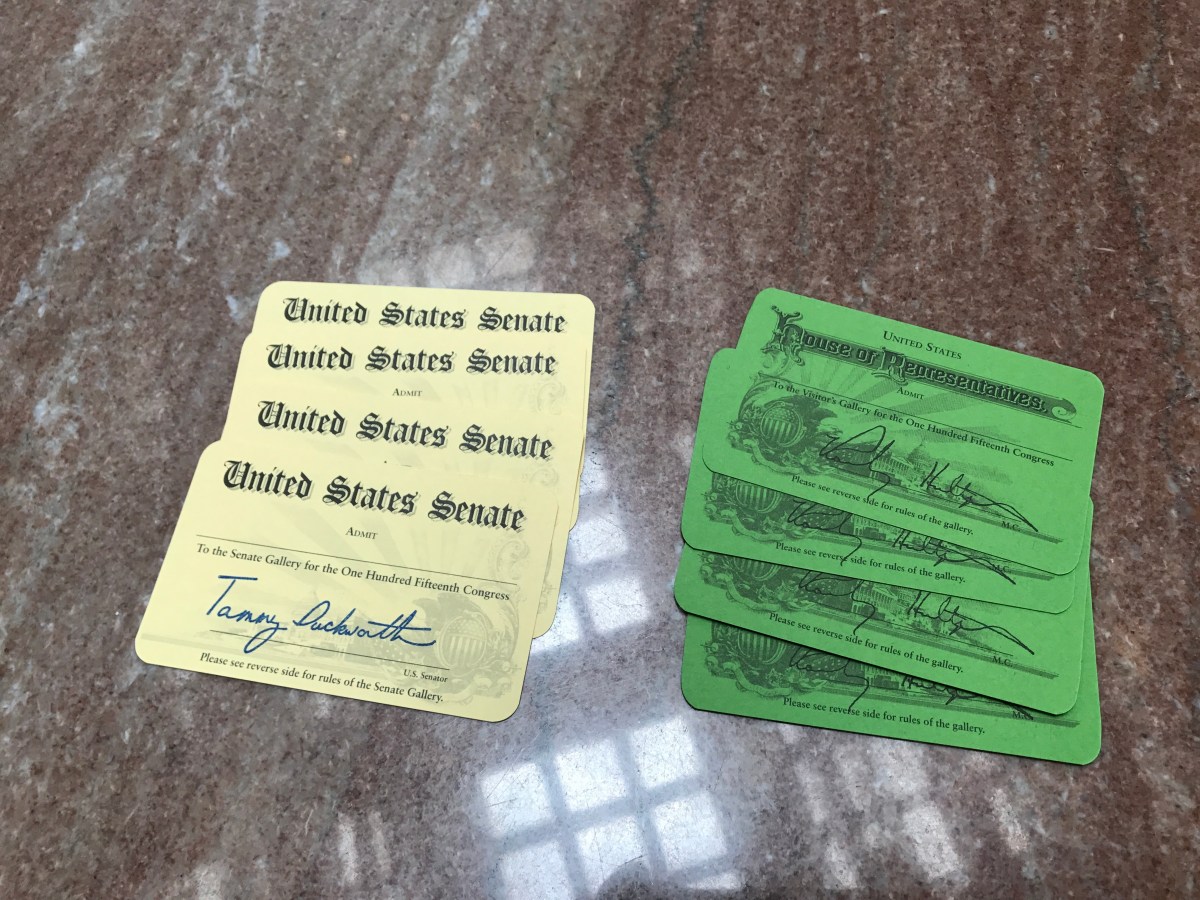 United States Senate
United States Senate
Admit
United States Senate
United States Senate
Admit
To the Senate Gallery for the One Hundred Fifteenth Congress
Tammy Duckworth
U.S. Senator
Please see reverse side for rules of the Senate Gallery.
United States
House of Representatives.
Admit
To the Visitor's Gallery for the One Hundred Fifteenth Congress
M.C.
Please see reverse side for rules of the gallery.
M.C.
Please see reverse side for rules of the gallery.
M.C.
Please see reverse side for rules of the gallery.
M.C.
Please see reverse side for rules of the gallery.